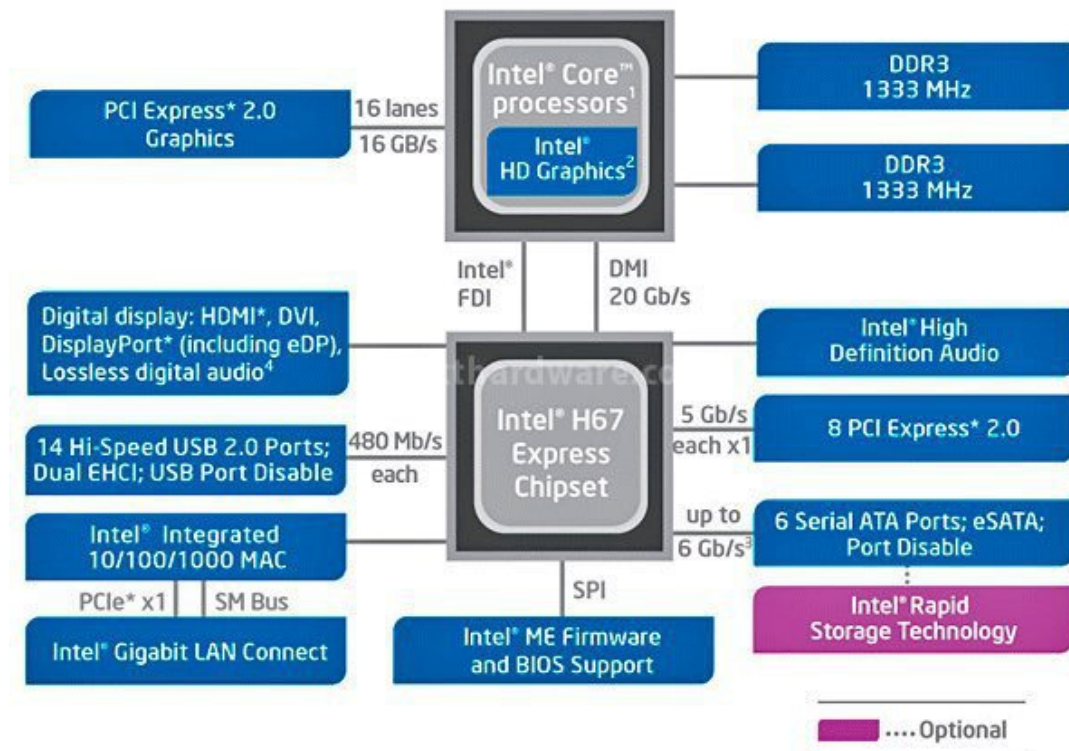 Intel® Core™
processors¹
Intel®
HD Graphics²
PCI Express* 2.0
Graphics
16 lanes
16 GB/s
DDR3
1333 MHz
DDR3
1333 MHz
Intel®
FDI
DMI
20 Gb/s
Digital display: HDMI*, DVI,
DisplayPort* (including eDP),
Lossless digital audio⁴
Intel® High
Definition Audio
Intel® H67
Express
Chipset
14 Hi-Speed USB 2.0 Ports;
Dual EHCI; USB Port Disable
480 Mb/s
each
5 Gb/s
each x1
8 PCI Express* 2.0
Intel® Integrated
10/100/1000 MAC
up to
6 Gb/s³
6 Serial ATA Ports; eSATA;
Port Disable
PCIe* x1
SM Bus
SPI
Intel® Rapid
Storage Technology
Intel® Gigabit LAN Connect
Intel® ME Firmware
and BIOS Support
.... Optional